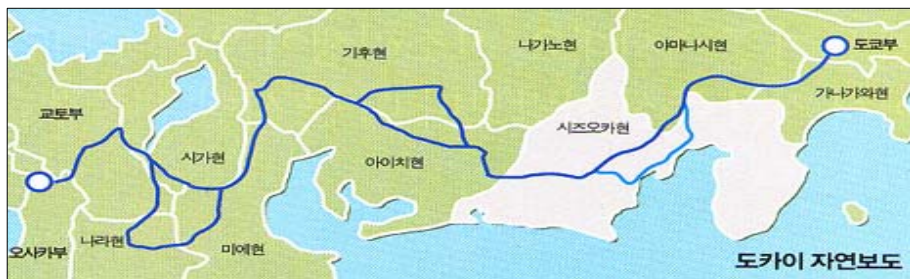 나가노현
야마나시현
도쿄부
기후현
가나가와현
교토부
시즈오카현
시가현
아이치현
오사카부
나라현
미에현
도카이 자연보도